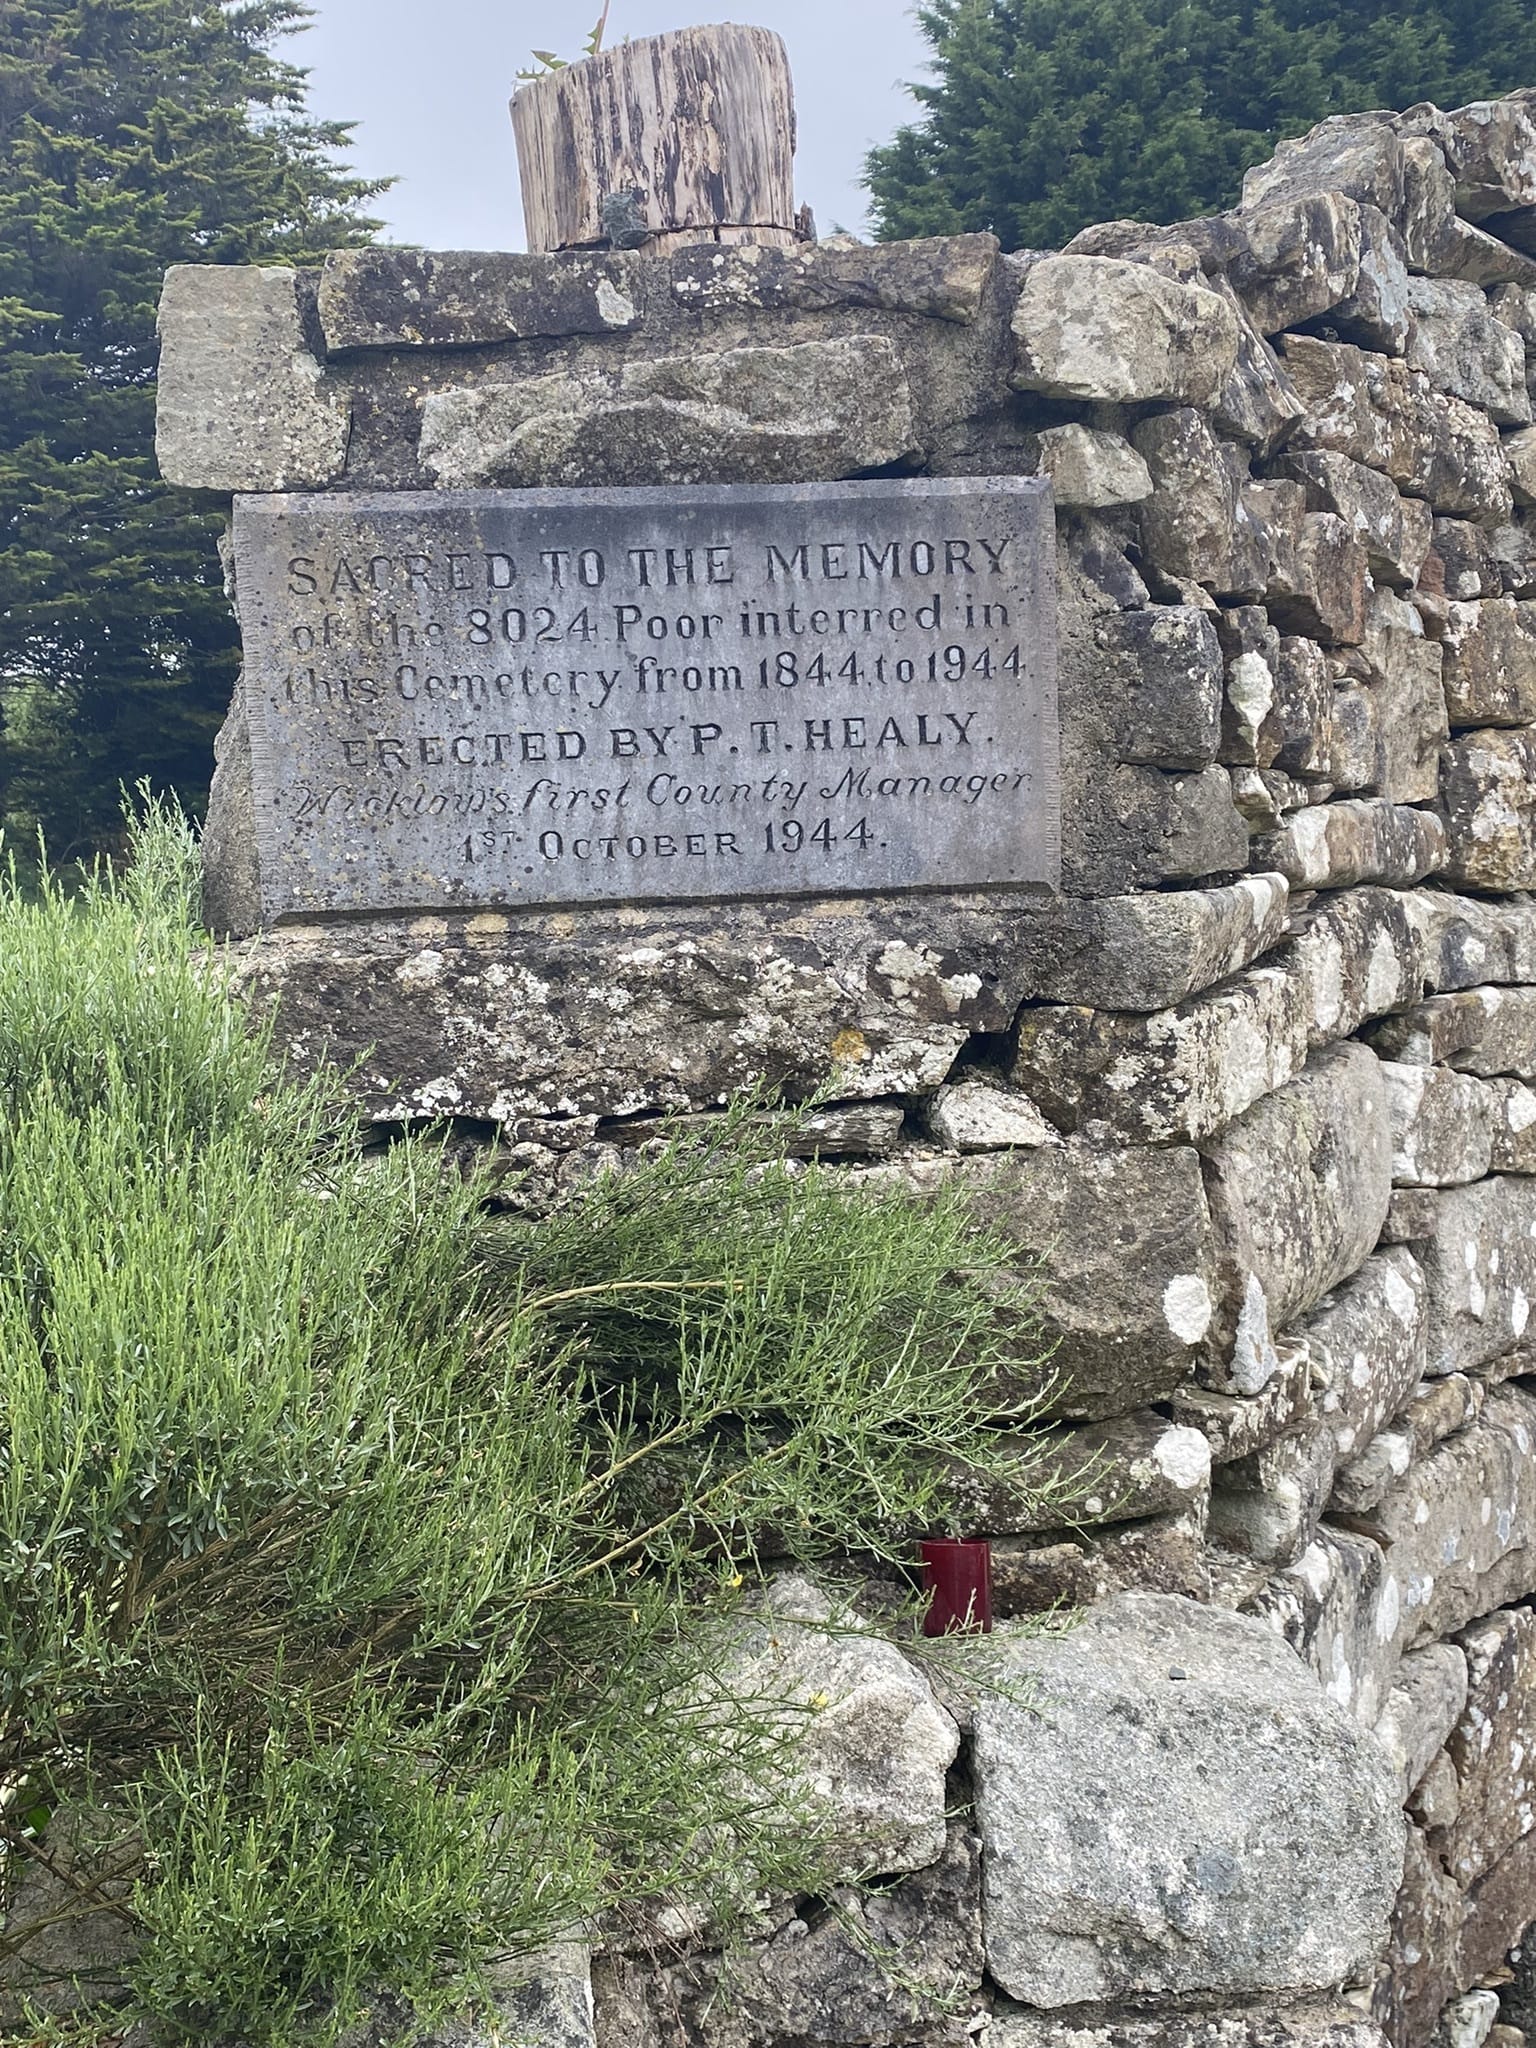 SACRED TO THE MEMORY
of the 8024 Poor interred in
this Cemetery from 1844 to 1944.
ERECTED BY P. T. HEALY.
Wicklow's first County Manager.
1ST OCTOBER 1944.